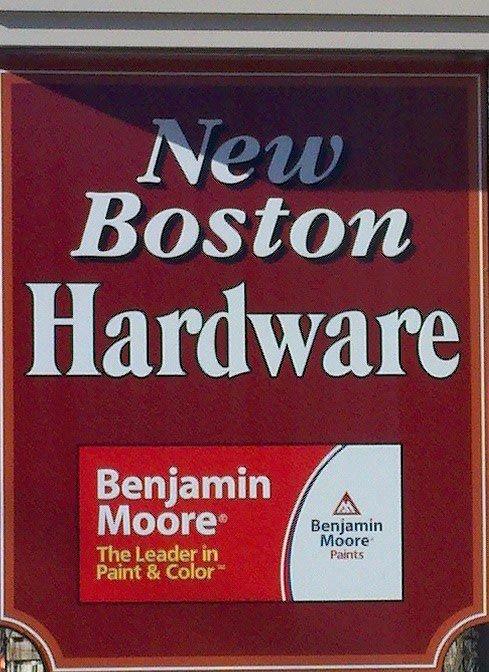 New
Boston
Hardware
Benjamin
Moore®
The Leader in
Paint & Color™
Benjamin
Moore®
Paints